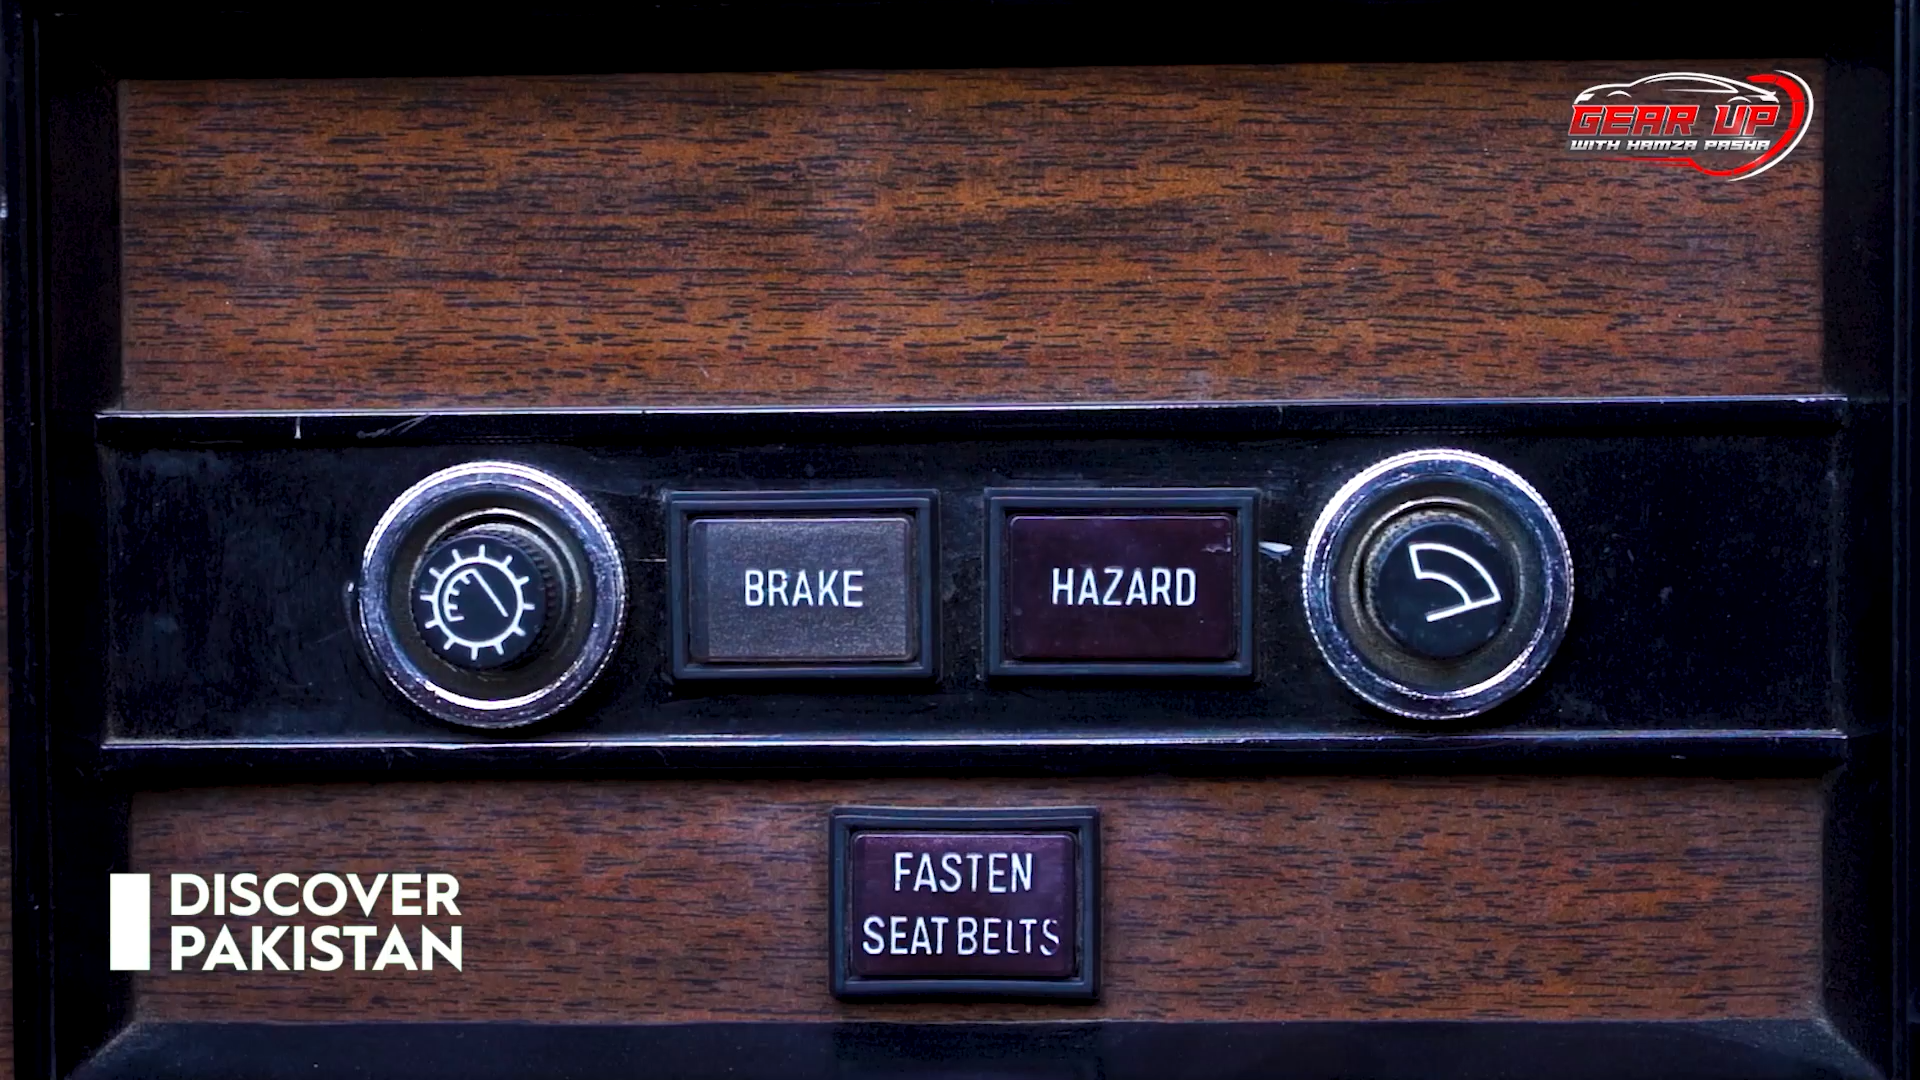 GEAR UP
WITH HAMZA PASHA
BRAKE
HAZARD
FASTEN
SEAT BELTS
DISCOVER
PAKISTAN